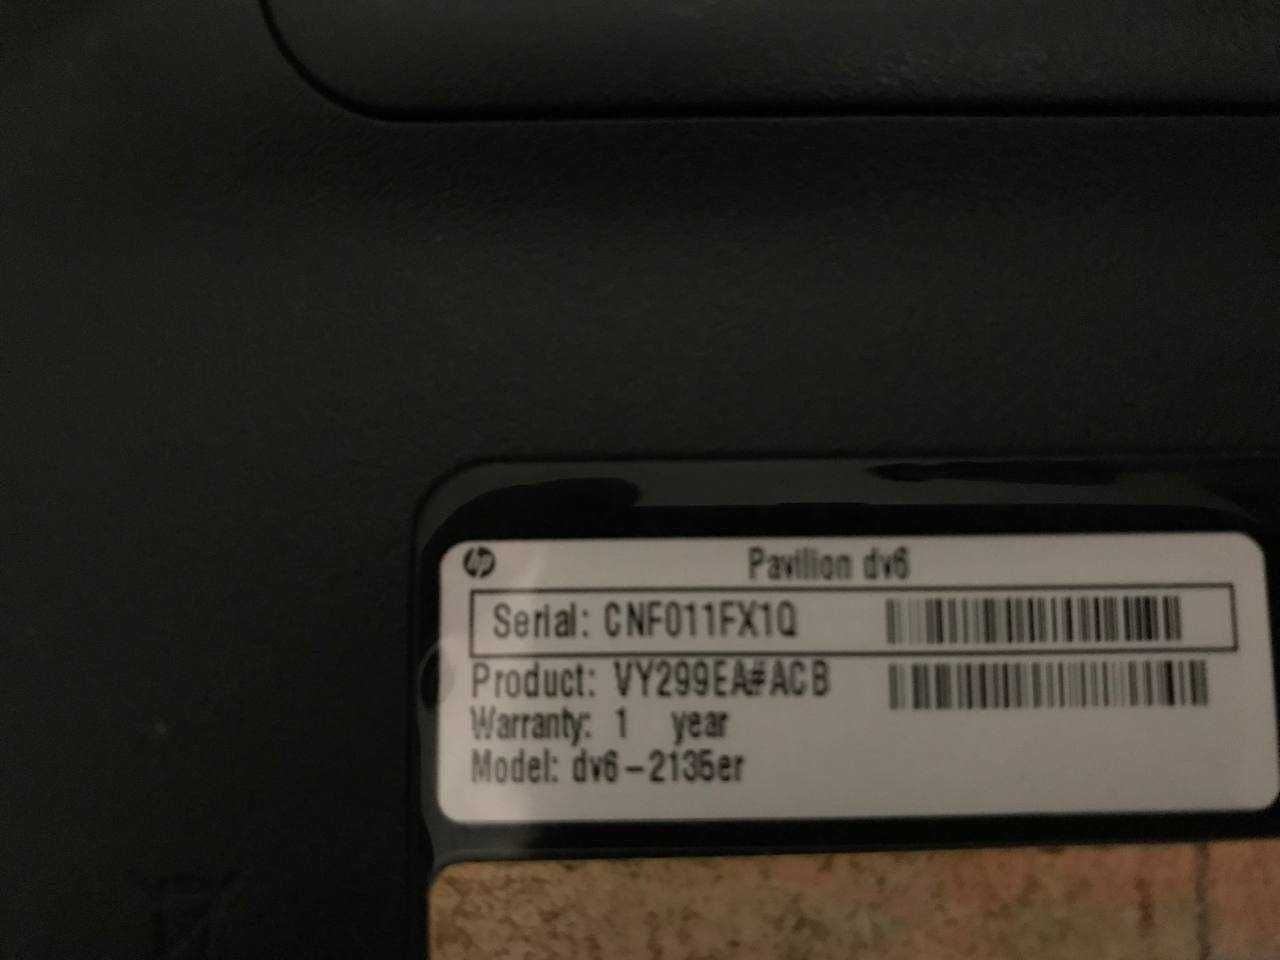 hp
Pavilion dv6
Serial: CNF011FX1Q
Product: VY299EA#ACB
Warranty: 1 year
Model: dv6-2135er